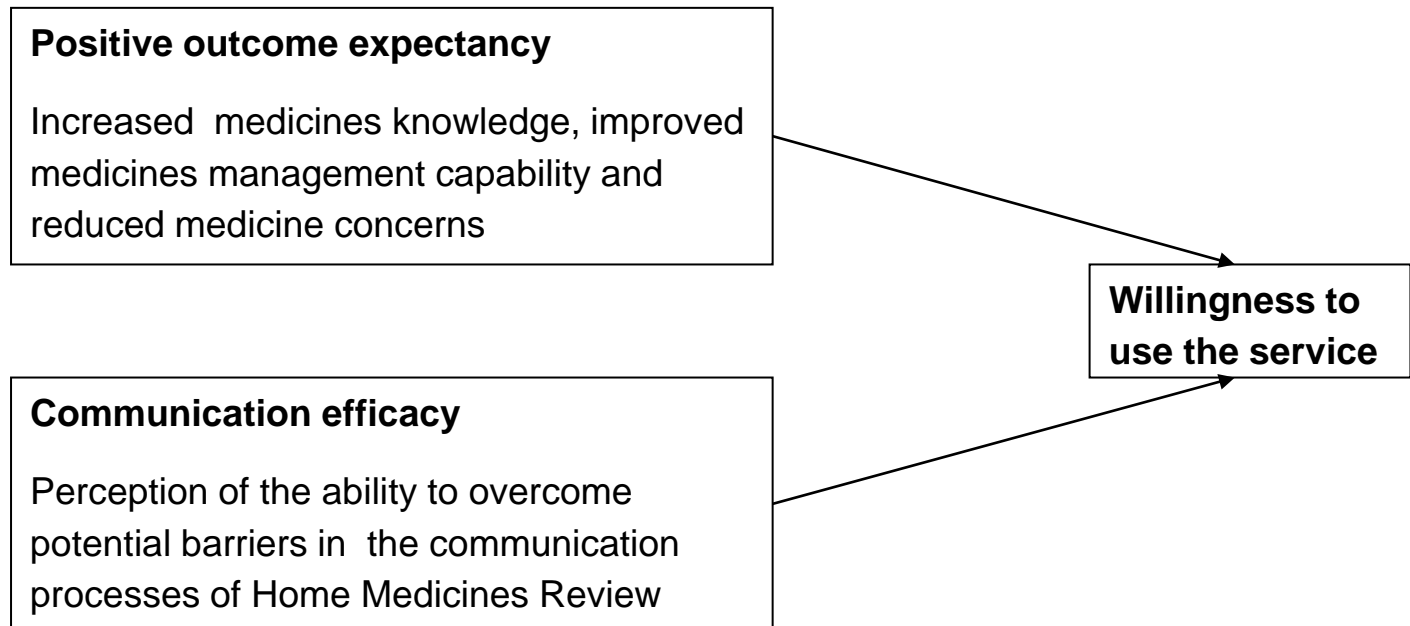 Positive outcome expectancy
Increased  medicines knowledge, improved
medicines management capability and
reduced medicine concerns
Willingness to
use the service
Communication efficacy
Perception of the ability to overcome
potential barriers in  the communication
processes of Home Medicines Review